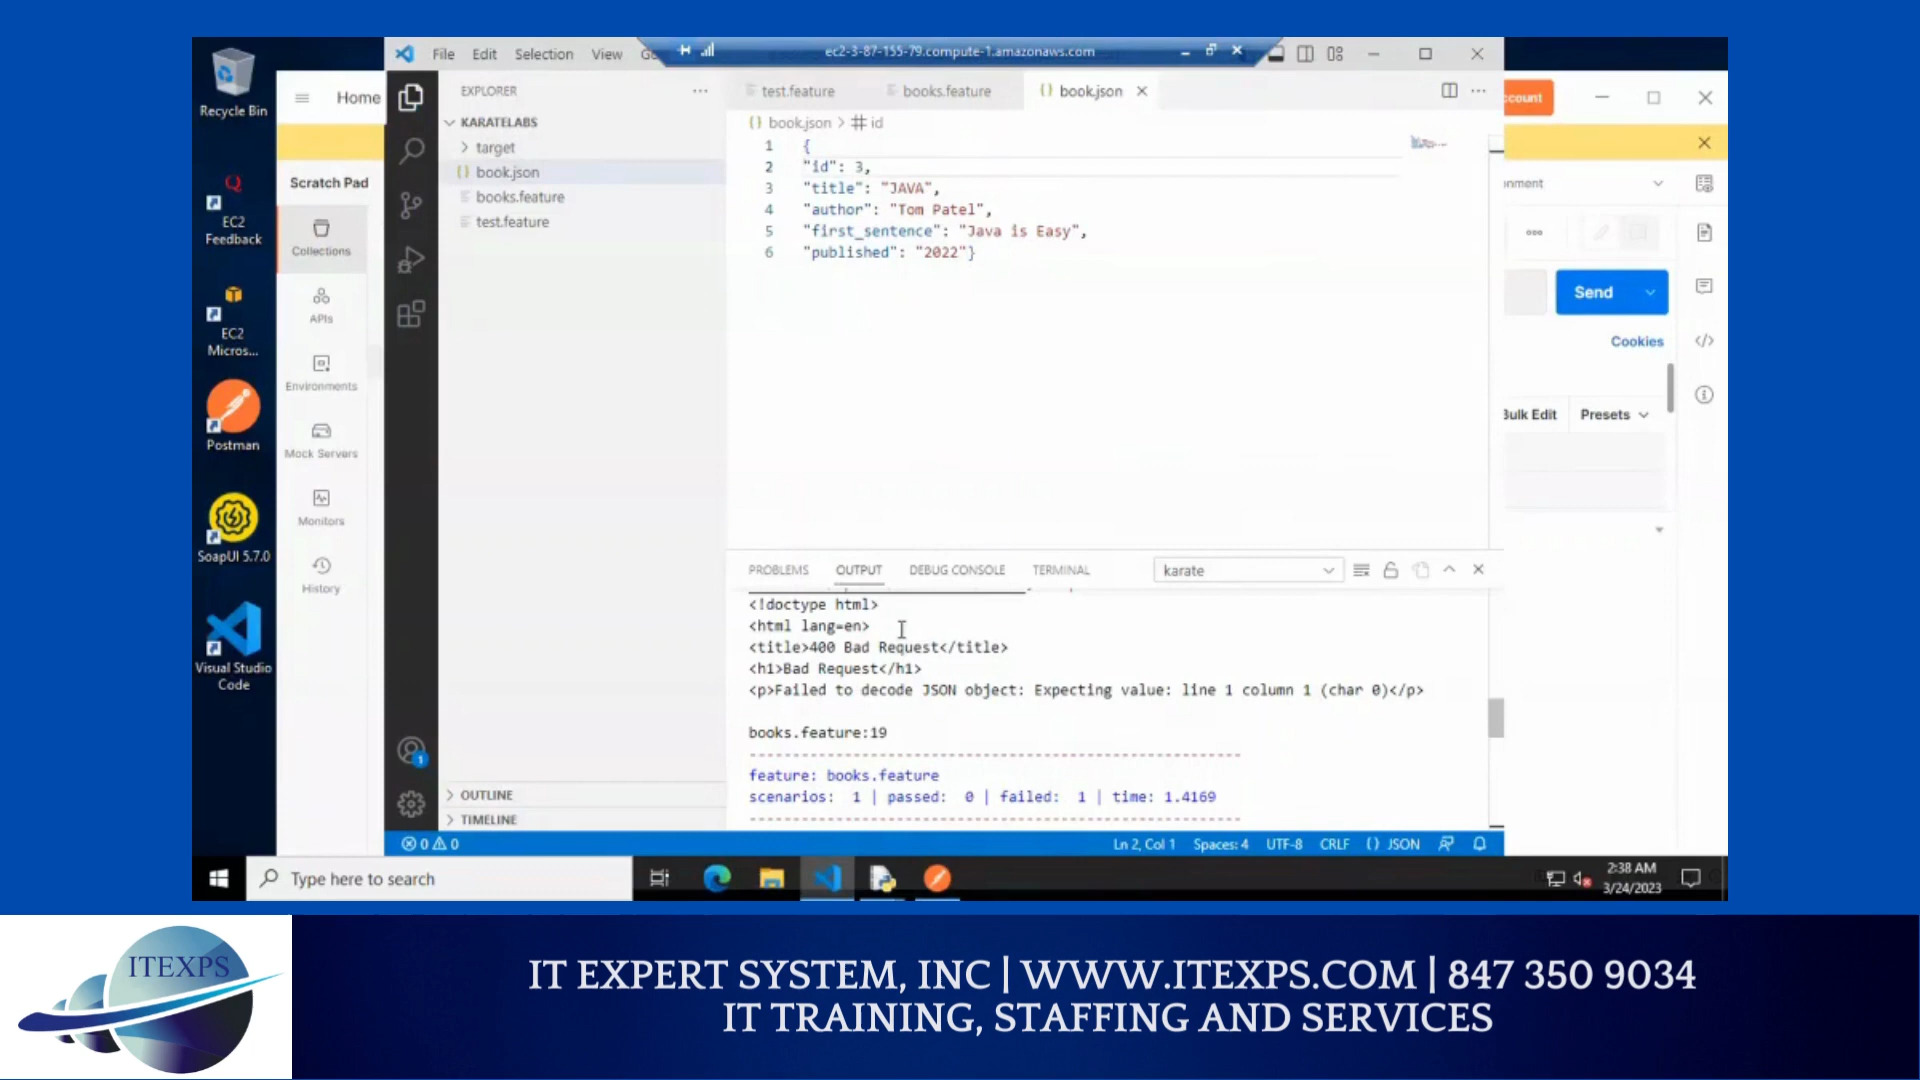 Recycle Bin
EC2
Feedback
EC2
Micros...
Postman
SoapUI 5.7.0
Visual Studio
Code
Home
Scratch Pad
Collections
APIs
Environments
Mock Servers
Monitors
History
File Edit Selection View
ec2-3-87-155-79.compute-1.amazonaws.com
EXPLORER
KARATELABS
target
{} book.json
books.feature
test.feature
OUTLINE
TIMELINE
test.feature books.feature {} book.json
{} book.json > # id
1 {
2 "id": 3,
3 "title": "JAVA",
4 "author": "Tom Patel",
5 "first_sentence": "Java is Easy",
6 "published": "2022"}
PROBLEMS OUTPUT DEBUG CONSOLE TERMINAL karate
<!doctype html>
<html lang=en>
<title>400 Bad Request</title>
<h1>Bad Request</h1>
<p>Failed to decode JSON object: Expecting value: line 1 column 1 (char 0)</p>
books.feature:19
feature: books.feature
scenarios: 1 | passed: 0 | failed: 1 | time: 1.4169
0 0
Ln 2, Col 1 Spaces: 4 UTF-8 CRLF {} JSON
Send
Cookies
Bulk Edit Presets
Type here to search
2:38 AM
3/24/2023
ITEXPS
IT EXPERT SYSTEM, INC | WWW.ITEXPS.COM | 847 350 9034
IT TRAINING, STAFFING AND SERVICES